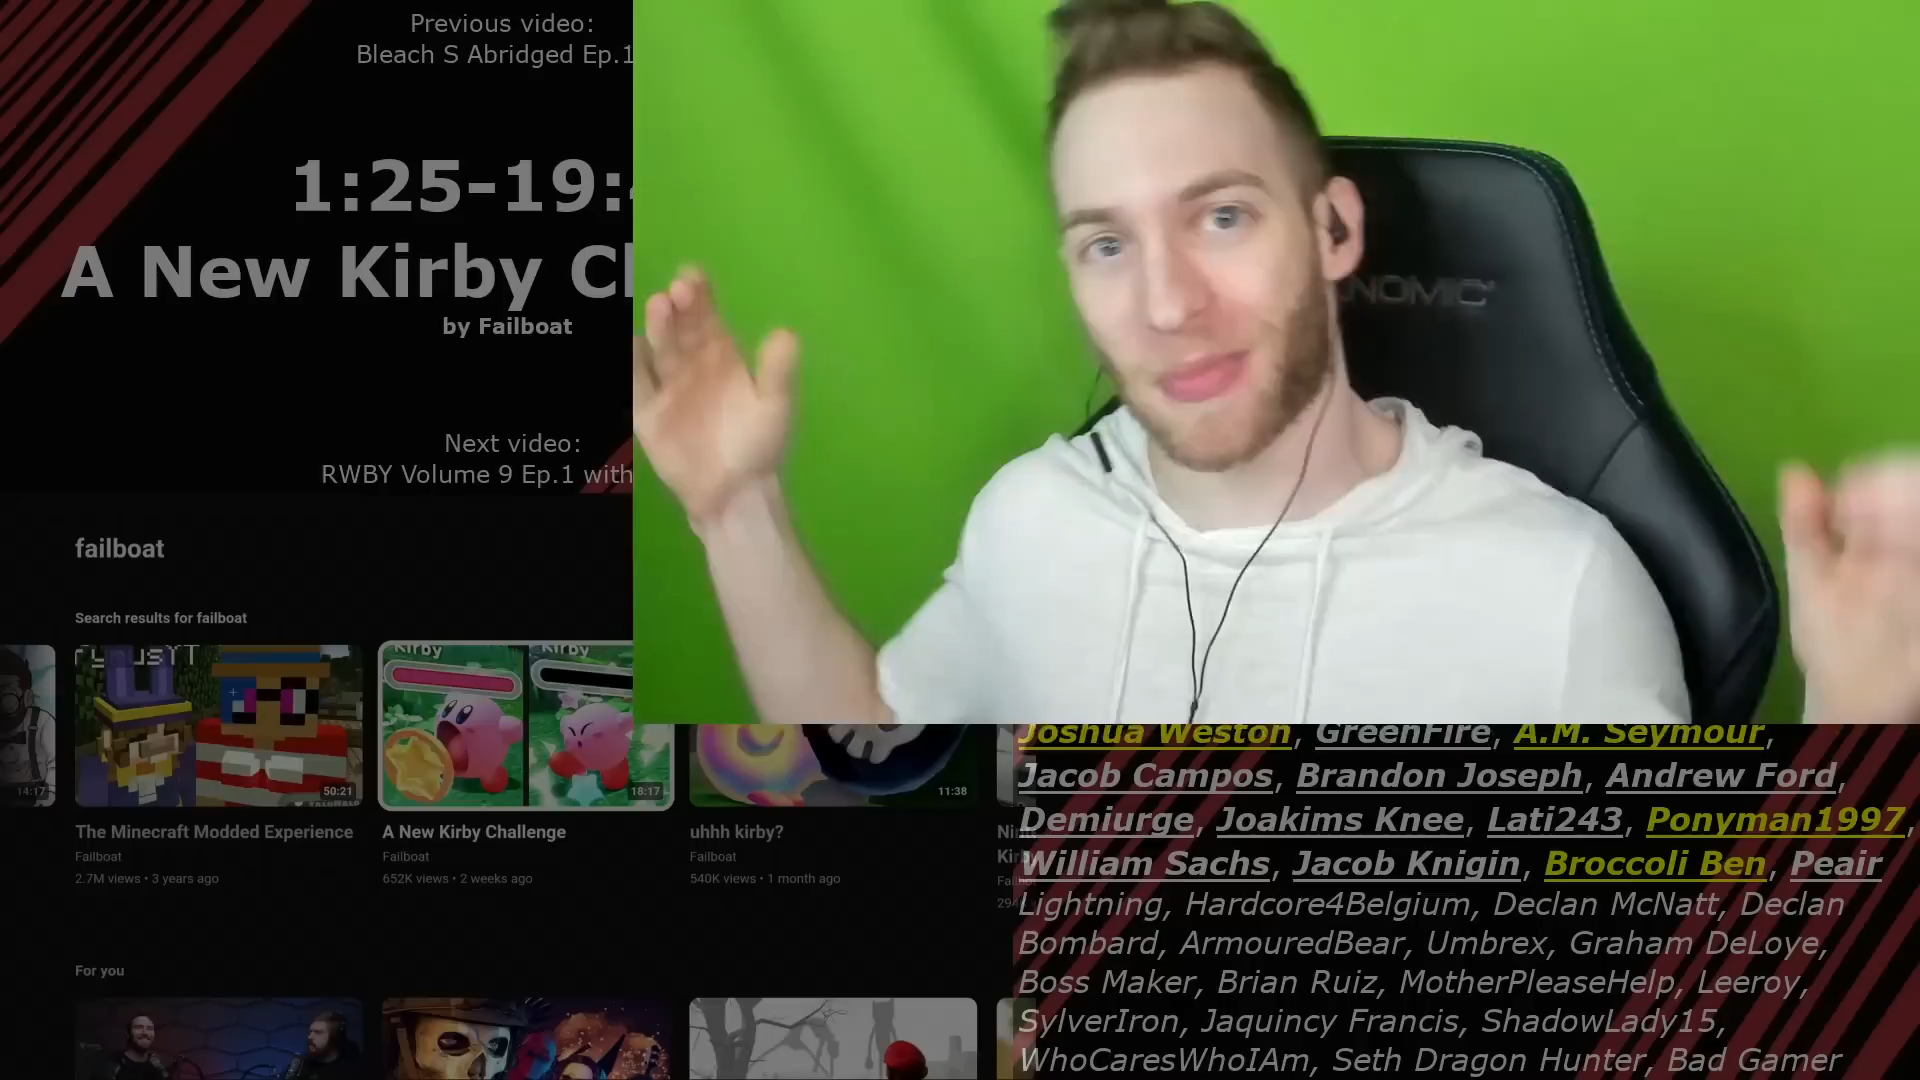 Previous video:
Bleach S Abridged Ep.1
1:25-19:
A New Kirby Ch
by Failboat
Next video:
RWBY Volume 9 Ep.1 with
NOMIC
failboat
Search results for failboat
14:17
50:21
Kirby
Kirby
18:17
11:38
The Minecraft Modded Experience
Failboat
2.7M views • 3 years ago
A New Kirby Challenge
Failboat
652K views • 2 weeks ago
uhhh kirby?
Failboat
540K views • 1 month ago
For you
Joshua Weston, GreenFire, A.M. Seymour,
Jacob Campos, Brandon Joseph, Andrew Ford,
Demiurge, Joakims Knee, Lati243, Ponyman1997,
William Sachs, Jacob Knigin, Broccoli Ben, Peair
Lightning, Hardcore4Belgium, Declan McNatt, Declan
Bombard, ArmouredBear, Umbrex, Graham DeLoye,
Boss Maker, Brian Ruiz, MotherPleaseHelp, Leeroy,
SylverIron, Jaquincy Francis, ShadowLady15,
WhoCaresWhoIAm, Seth Dragon Hunter, Bad Gamer